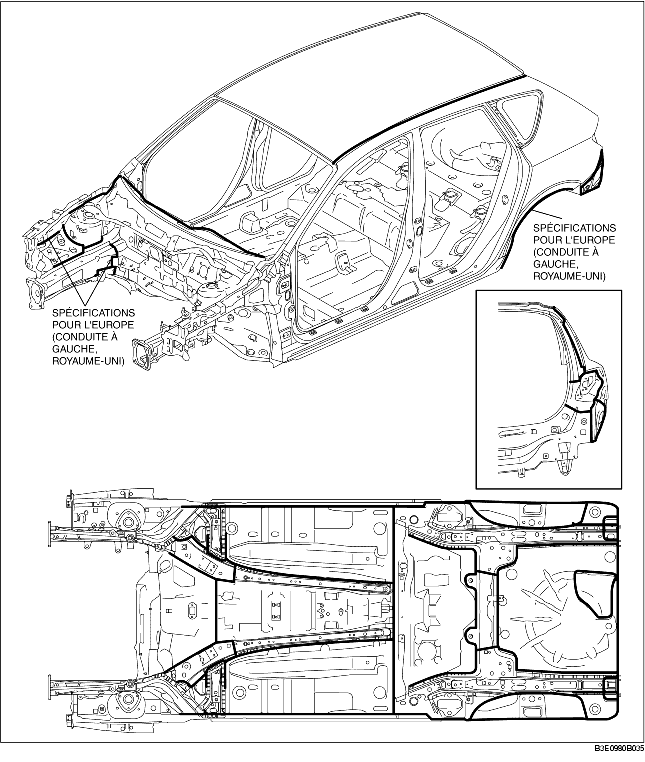 SPÉCIFICATIONS
POUR L'EUROPE
(CONDUITE À
GAUCHE,
ROYAUME-UNI)
SPÉCIFICATIONS
POUR L'EUROPE
(CONDUITE À
GAUCHE,
ROYAUME-UNI)
B3E0980B035